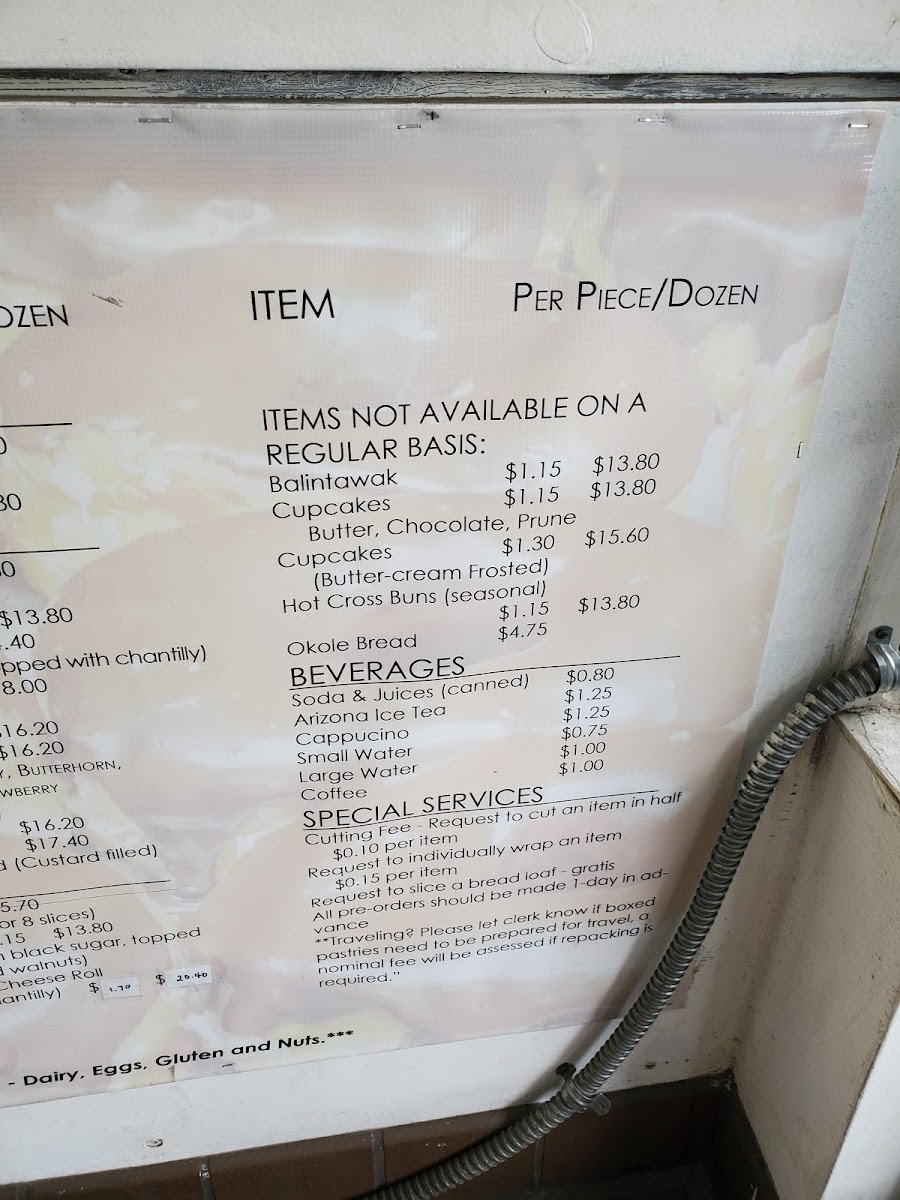 OZEN
0
80
0
$13.80
.40
pped with chantilly)
8.00
16.20
$16.20
, BUTTERHORN,
WBERRY
$16.20
$17.40
d (Custard filled)
5.70
or 8 slices)
.15 $13.80
black sugar, topped
walnuts)
Cheese Roll
antilly) $ 1.70 $ 20.40
- Dairy, Eggs, Gluten and Nuts.***
ITEM PER PIECE/DOZEN
ITEMS NOT AVAILABLE ON A
REGULAR BASIS:
Balintawak $1.15 $13.80
Cupcakes $1.15 $13.80
Butter, Chocolate, Prune
Cupcakes $1.30 $15.60
(Butter-cream Frosted)
Hot Cross Buns (seasonal)
$1.15 $13.80
Okole Bread $4.75
BEVERAGES
Soda & Juices (canned) $0.80
Arizona Ice Tea $1.25
Cappucino $1.25
Small Water $0.75
Large Water $1.00
Coffee $1.00
SPECIAL SERVICES
Cutting Fee - Request to cut an item in half
$0.10 per item
Request to individually wrap an item
$0.15 per item
Request to slice a bread loaf - gratis
All pre-orders should be made 1-day in ad-
vance
**Traveling? Please let clerk know if boxed
pastries need to be prepared for travel, a
nominal fee will be assessed if repacking is
required."